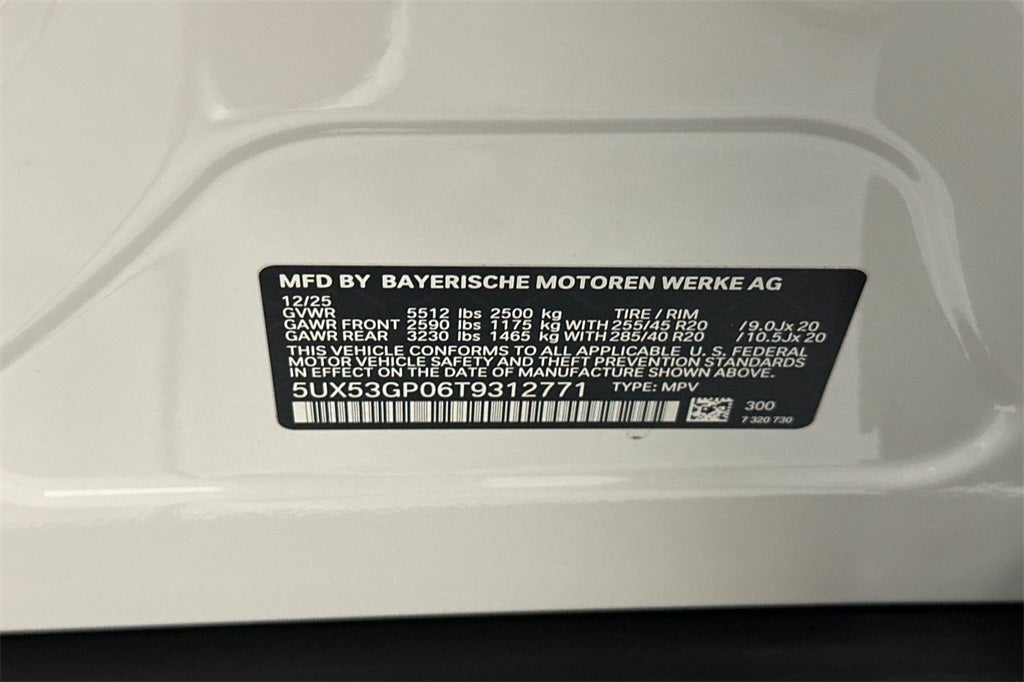 MFD BY BAYERISCHE MOTOREN WERKE AG
12/25
GVWR 5512 lbs 2500 kg TIRE / RIM
GAWR FRONT 2590 lbs 1175 kg WITH 255/45 R20 / 9.0Jx 20
GAWR REAR 3230 lbs 1465 kg WITH 285/40 R20 / 10.5Jx 20
THIS VEHICLE CONFORMS TO ALL APPLICABLE U. S. FEDERAL
MOTOR VEHICLE SAFETY AND THEFT PREVENTION STANDARDS
IN EFFECT ON THE DATE OF MANUFACTURE SHOWN ABOVE.
5UX53GP06T9312771 TYPE: MPV
300
7 320 730